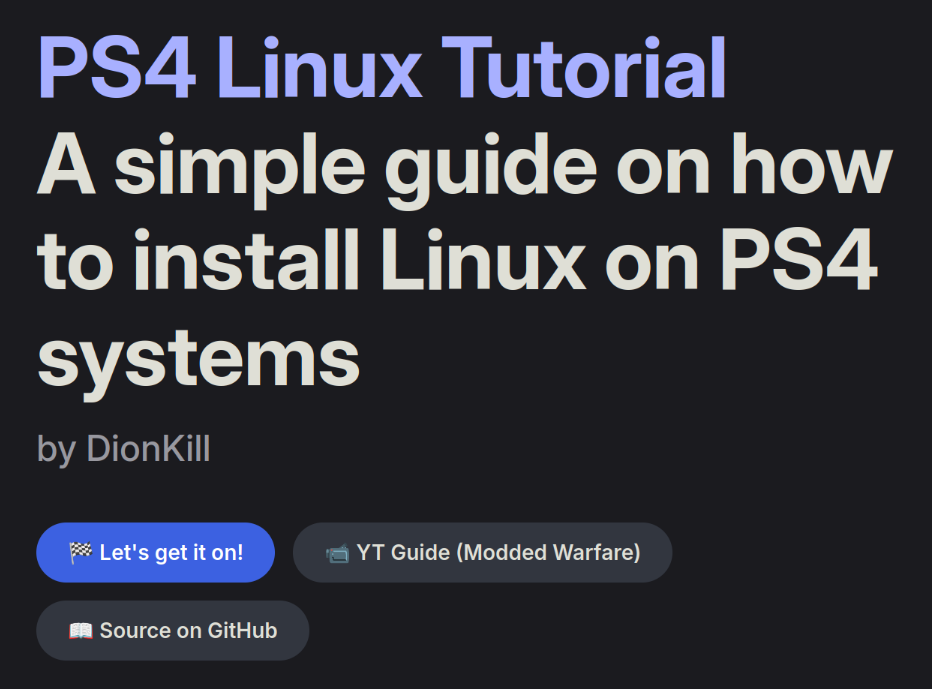 PS4 Linux Tutorial
A simple guide on how
to install Linux on PS4
systems
by DionKill
🏁 Let's get it on!
📹 YT Guide (Modded Warfare)
📖 Source on GitHub